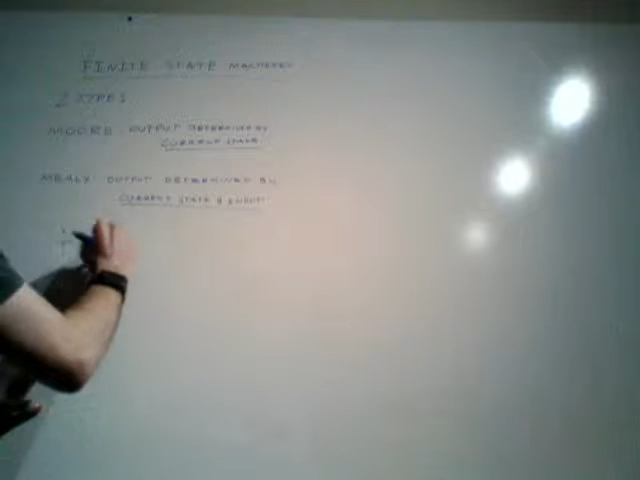 FINITE STATE MACHINES
2 TYPES
MOORE OUTPUT DETERMINED BY
CURRENT STATE
MEALY OUTPUT DETERMINED BY
CURRENT STATE & INPUT